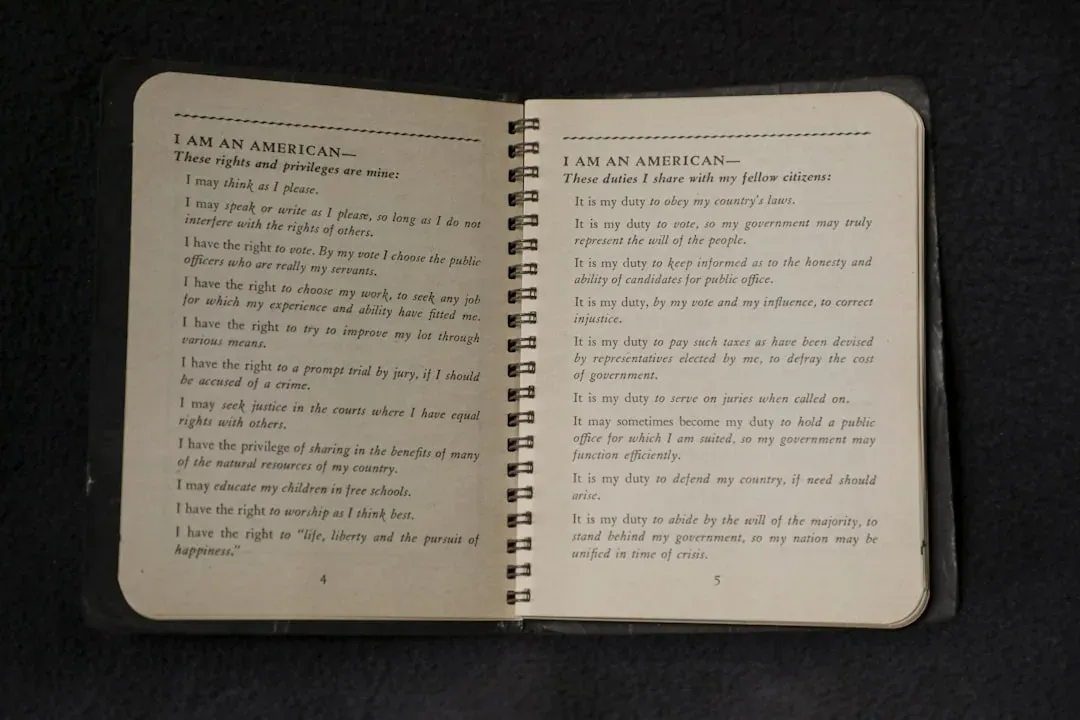 I AM AN AMERICAN—
These rights and privileges are mine:
I may think as I please.
I may speak or write as I please, so long as I do not
interfere with the rights of others.
I have the right to vote. By my vote I choose the public
officers who are really my servants.
I have the right to choose my work, to seek any job
for which my experience and ability have fitted me.
I have the right to try to improve my lot through
various means.
I have the right to a prompt trial by jury, if I should
be accused of a crime.
I may seek justice in the courts where I have equal
rights with others.
I have the privilege of sharing in the benefits of many
of the natural resources of my country.
I may educate my children in free schools.
I have the right to worship as I think best.
I have the right to "life, liberty and the pursuit of
happiness."
4
I AM AN AMERICAN—
These duties I share with my fellow citizens:
It is my duty to obey my country's laws.
It is my duty to vote, so my government may truly
represent the will of the people.
It is my duty to keep informed as to the honesty and
ability of candidates for public office.
It is my duty, by my vote and my influence, to correct
injustice.
It is my duty to pay such taxes as have been devised
by representatives elected by me, to defray the cost
of government.
It is my duty to serve on juries when called on.
It may sometimes become my duty to hold a public
office for which I am suited, so my government may
function efficiently.
It is my duty to defend my country, if need should
arise.
It is my duty to abide by the will of the majority, to
stand behind my government, so my nation may be
unified in time of crisis.
5